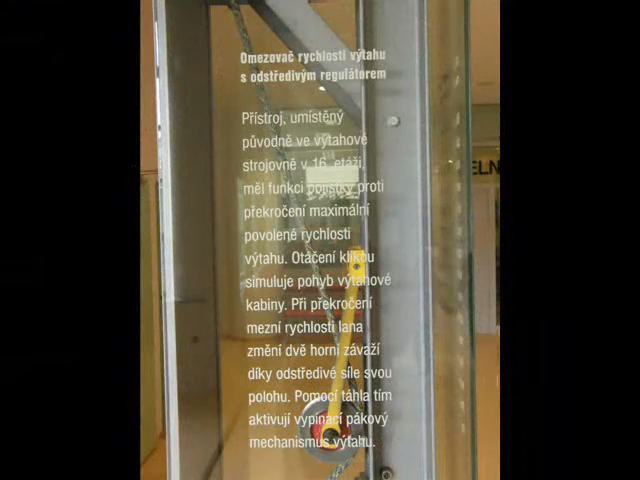 Omezovač rychlosti výtahu
s odstředivým regulátorem
Přístroj, umístěný
původně ve výtahové
strojovně v 16. etáži,
měl funkci pojistky proti
překročení maximální
povolené rychlosti
výtahu. Otáčení klikou
simuluje pohyb výtahové
kabiny. Při překročení
mezní rychlosti lana
změní dvě horní závaží
díky odstředivé síle svou
polohu. Pomocí táhla tím
aktivují vypínací pákový
mechanismus výtahu.
ELN